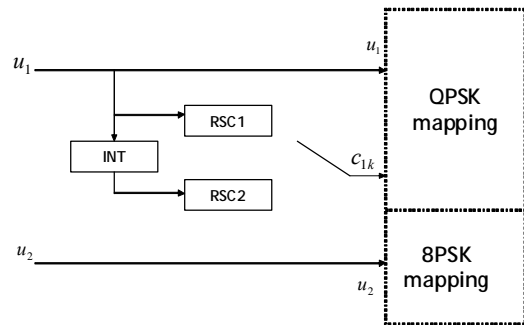 u₁
u₁
RSC1
QPSK
mapping
INT
c₁ₖ
RSC2
u₂
u₂
8PSK
mapping